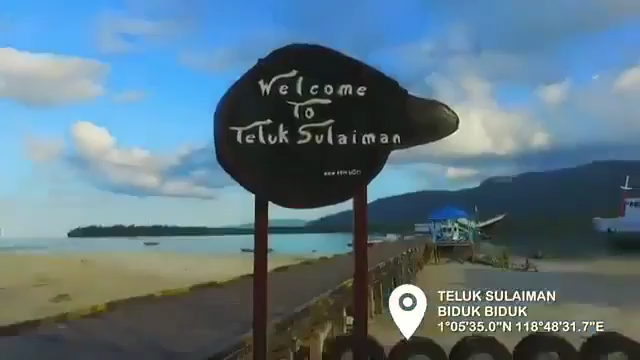 Welcome
To
Teluk Sulaiman
TELUK SULAIMAN
BIDUK BIDUK
1°05'35.0"N 118°48'31.7"E